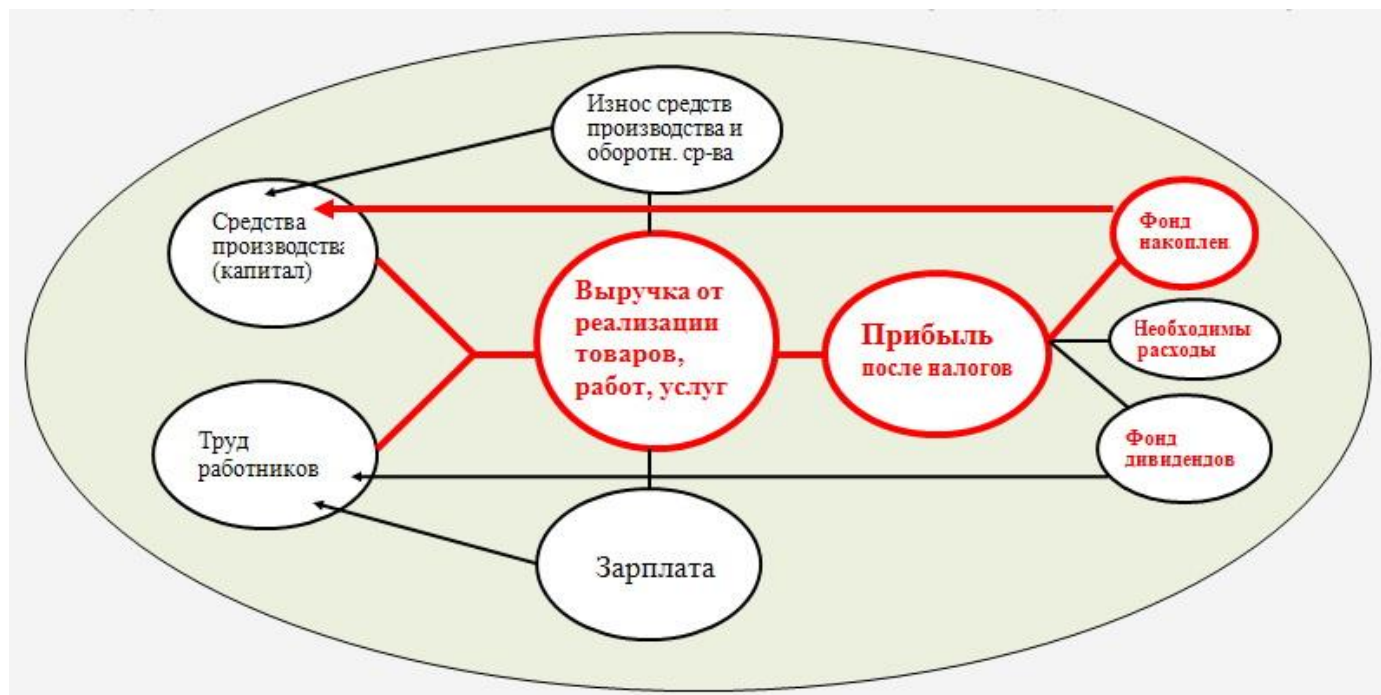 Износ средств
производства и
оборотн. ср-ва
Средства
производства
(капитал)
Фонд
накоплен
Выручка от
реализации
товаров,
работ, услуг
Прибыль
после налогов
Необходимы
расходы
Фонд
дивидендов
Труд
работников
Зарплата